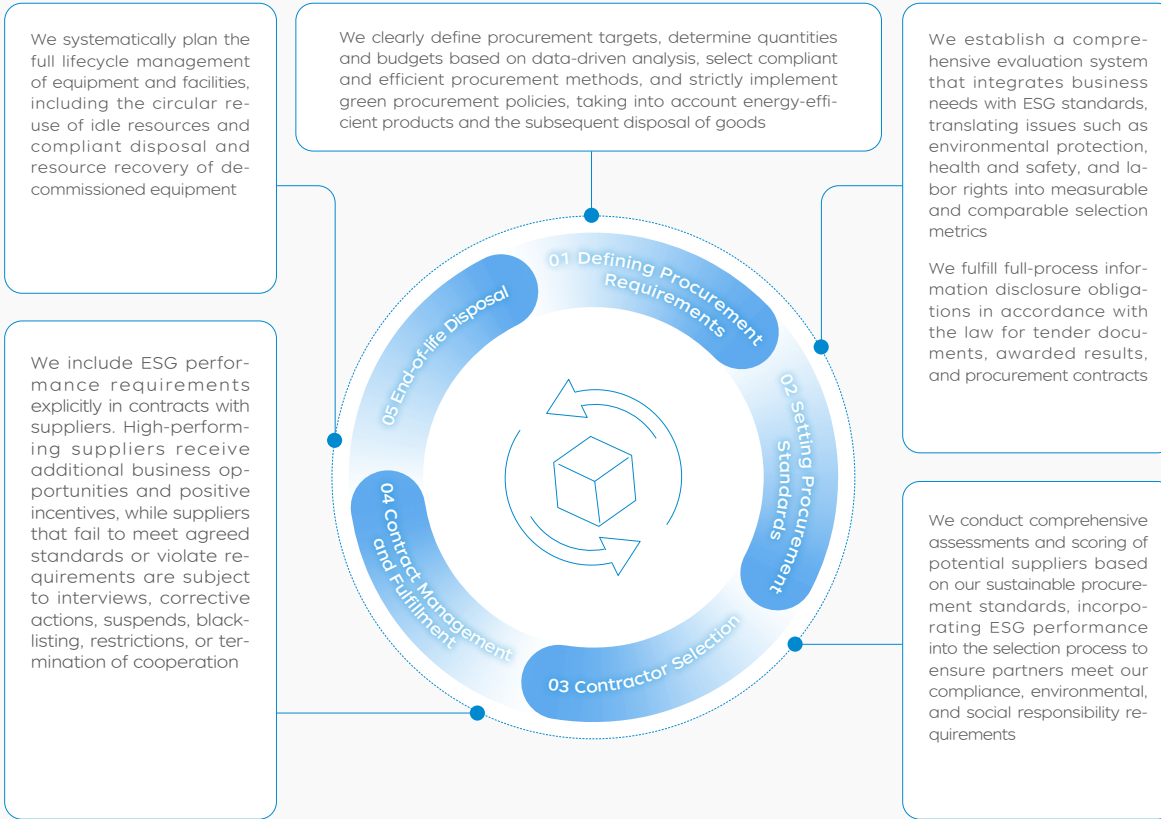 We systematically plan the
full lifecycle management
of equipment and facilities,
including the circular re-
use of idle resources and
compliant disposal and
resource recovery of de-
commissioned equipment
We clearly define procurement targets, determine quantities
and budgets based on data-driven analysis, select compliant
and efficient procurement methods, and strictly implement
green procurement policies, taking into account energy-effi-
cient products and the subsequent disposal of goods
We establish a compre-
hensive evaluation system
that integrates business
needs with ESG standards,
translating issues such as
environmental protection,
health and safety, and la-
bor rights into measurable
and comparable selection
metrics
We fulfill full-process infor-
mation disclosure obliga-
tions in accordance with
the law for tender docu-
ments, awarded results,
and procurement contracts
01 Defining Procurement
Requirements
02 Setting Procurement
Standards
03 Contractor Selection
04 Contract Management
and Fulfillment
05 End-of-life Disposal
We include ESG perfor-
mance requirements
explicitly in contracts with
suppliers. High-perform-
ing suppliers receive
additional business op-
portunities and positive
incentives, while suppliers
that fail to meet agreed
standards or violate re-
quirements are subject
to interviews, corrective
actions, suspends, black-
listing, restrictions, or ter-
mination of cooperation
We conduct comprehensive
assessments and scoring of
potential suppliers based
on our sustainable procure-
ment standards, incorpo-
rating ESG performance
into the selection process to
ensure partners meet our
compliance, environmental,
and social responsibility re-
quirements